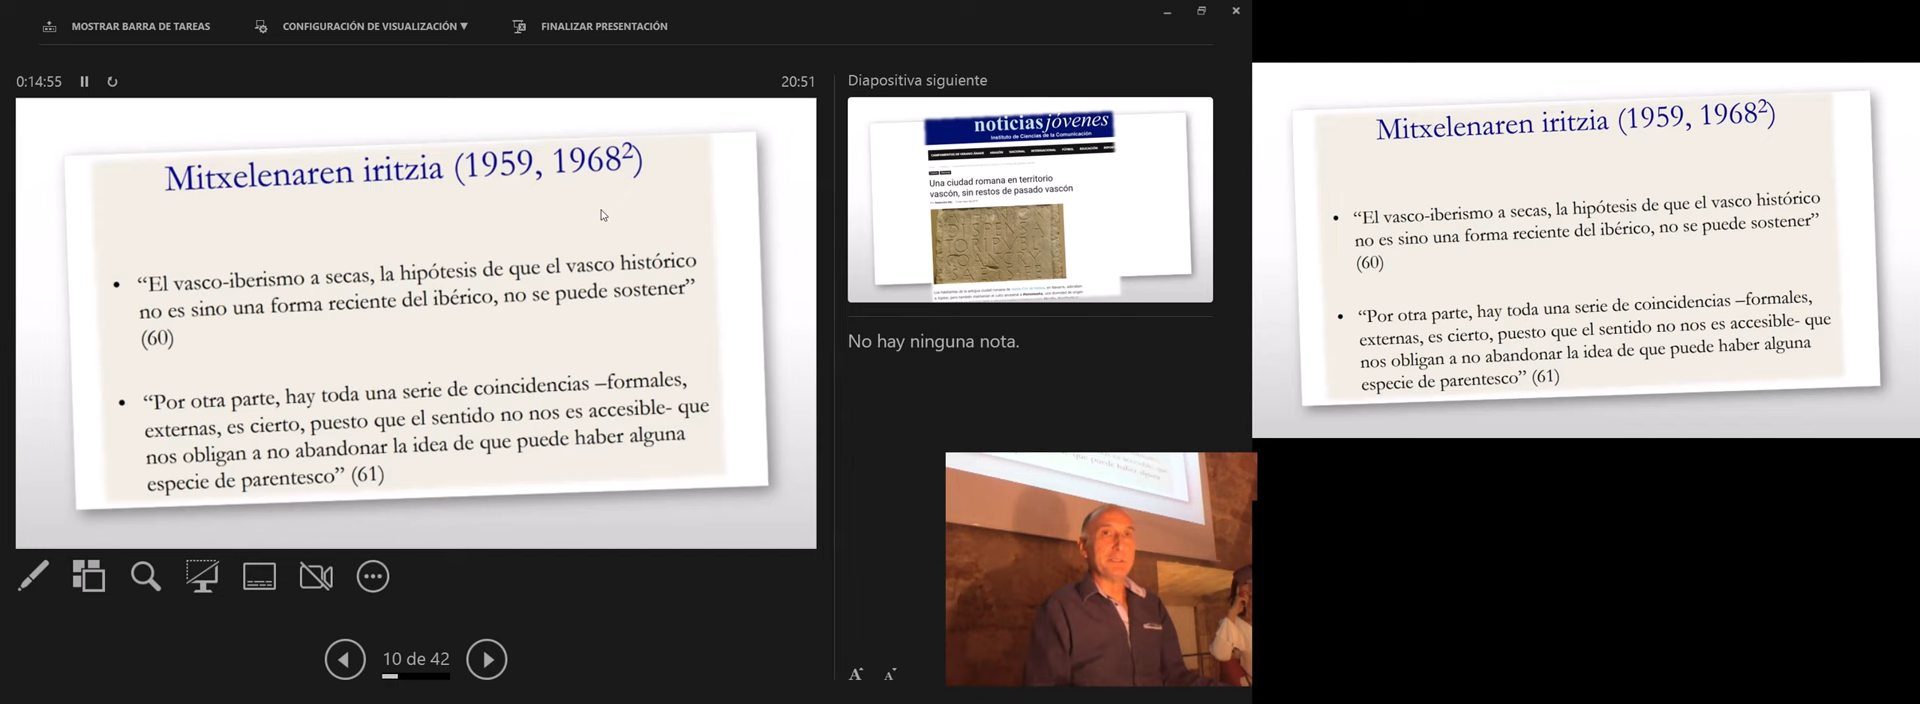 MOSTRAR BARRA DE TAREAS
CONFIGURACIÓN DE VISUALIZACIÓN ▼
FINALIZAR PRESENTACIÓN
0:14:55
20:51
Mitxelenaren iritzia (1959, 1968²)
• “El vasco-iberismo a secas, la hipótesis de que el vasco histórico
no es sino una forma reciente del ibérico, no se puede sostener”
(60)
• “Por otra parte, hay toda una serie de coincidencias –formales,
externas, es cierto, puesto que el sentido no nos es accesible- que
nos obligan a no abandonar la idea de que puede haber alguna
especie de parentesco” (61)
10 de 42
Diapositiva siguiente
noticiasjóvenes
Instituto de Ciencias de la Comunicación
Una ciudad romana en territorio
vascón, sin restos de pasado vascón
No hay ninguna nota.
A A
Mitxelenaren iritzia (1959, 1968²)
• “El vasco-iberismo a secas, la hipótesis de que el vasco histórico
no es sino una forma reciente del ibérico, no se puede sostener”
(60)
• “Por otra parte, hay toda una serie de coincidencias –formales,
externas, es cierto, puesto que el sentido no nos es accesible- que
nos obligan a no abandonar la idea de que puede haber alguna
especie de parentesco” (61)